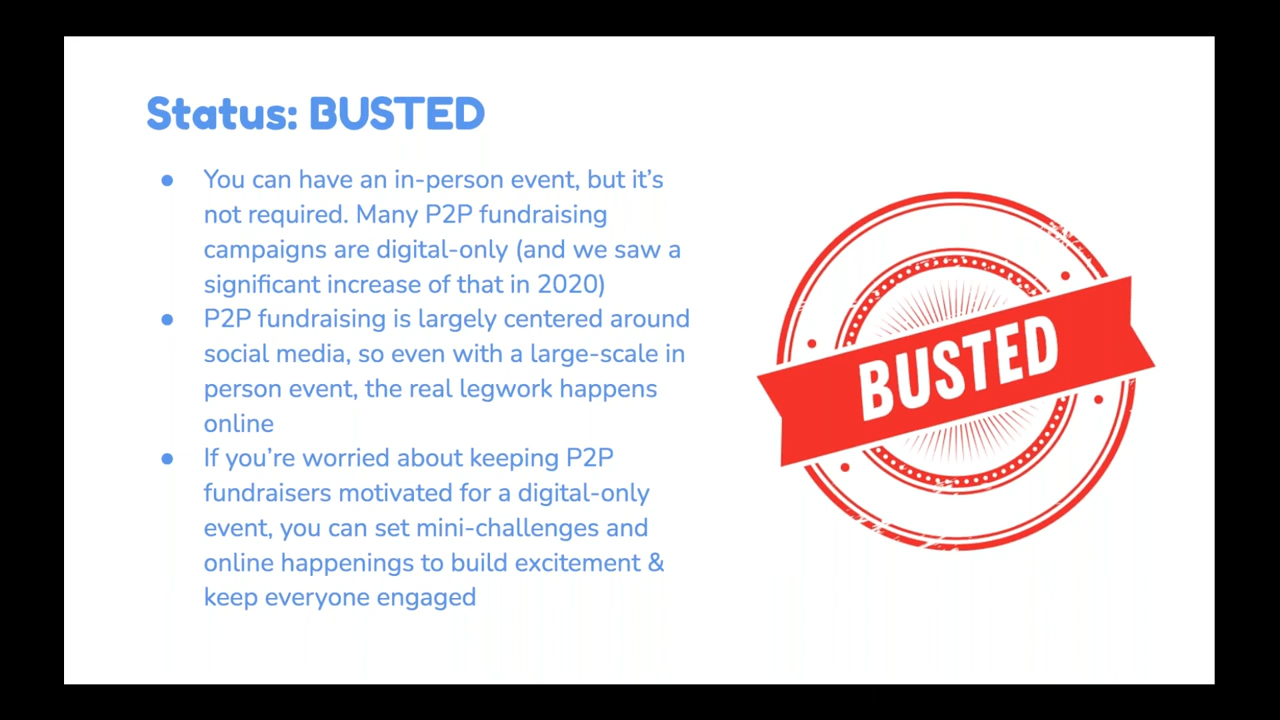 Status: BUSTED
● You can have an in-person event, but it’s
not required. Many P2P fundraising
campaigns are digital-only (and we saw a
significant increase of that in 2020)
● P2P fundraising is largely centered around
social media, so even with a large-scale in
person event, the real legwork happens
online
● If you’re worried about keeping P2P
fundraisers motivated for a digital-only
event, you can set mini-challenges and
online happenings to build excitement &
keep everyone engaged
BUSTED